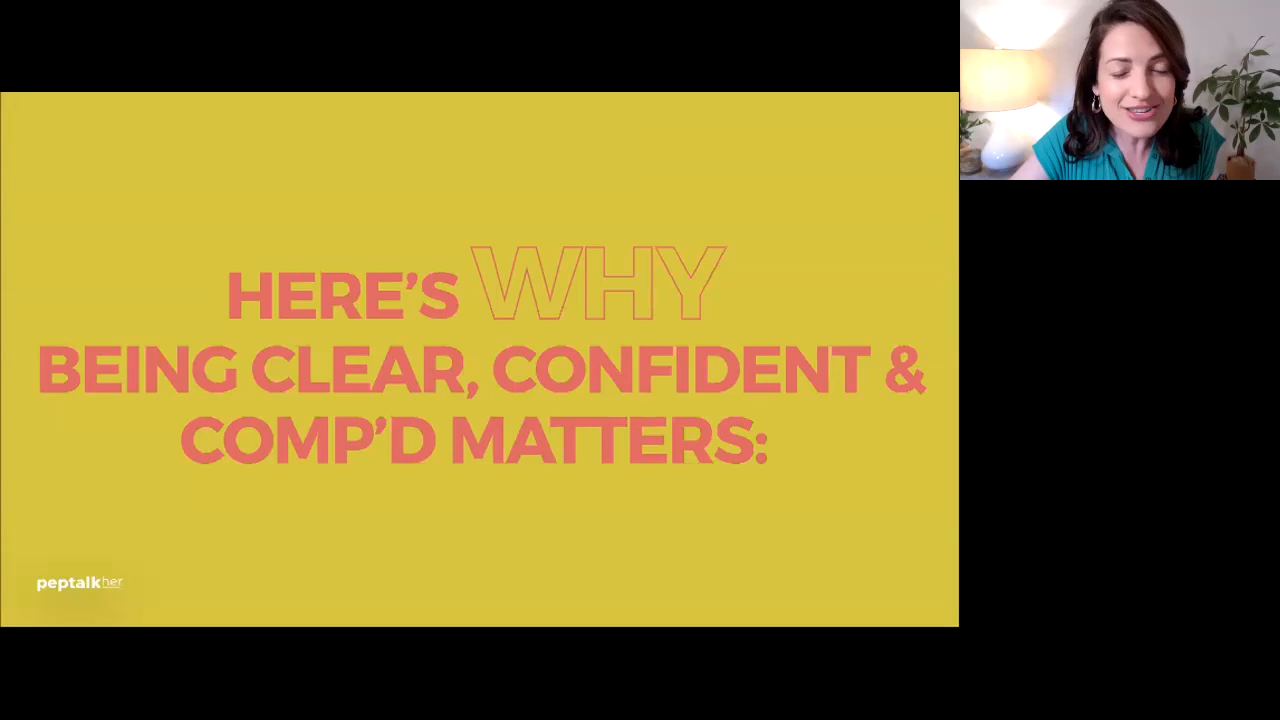 HERE’S WHY
BEING CLEAR, CONFIDENT &
COMP’D MATTERS:
peptalkher